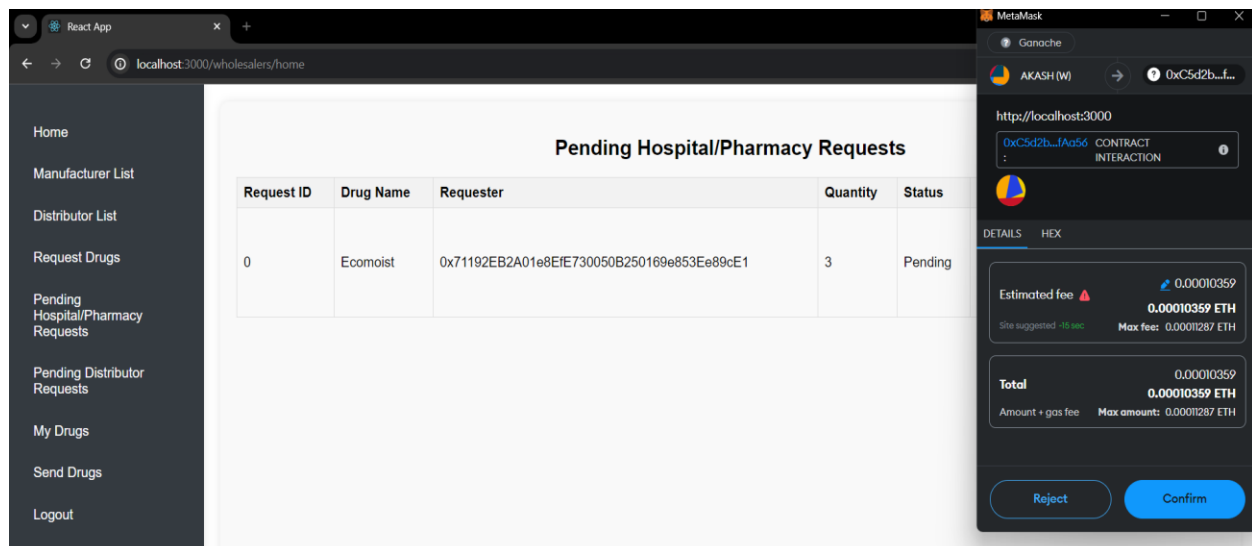 React App
localhost:3000/wholesalers/home
Home
Manufacturer List
Distributor List
Request Drugs
Pending
Hospital/Pharmacy
Requests
Pending Distributor
Requests
My Drugs
Send Drugs
Logout
Pending Hospital/Pharmacy Requests
Request ID Drug Name Requester Quantity Status
0 Ecomoist 0x71192EB2A01e8EfE730050B250169e853Ee89cE1 3 Pending
MetaMask
Ganache
AKASH (W) 0xC5d2b...f...
http://localhost:3000
0xC5d2b...fAa56 CONTRACT
: INTERACTION
DETAILS HEX
0.00010359
Estimated fee
0.00010359 ETH
Site suggested ~15 sec Max fee: 0.00011287 ETH
0.00010359
Total
0.00010359 ETH
Amount + gas fee Max amount: 0.00011287 ETH
Reject Confirm